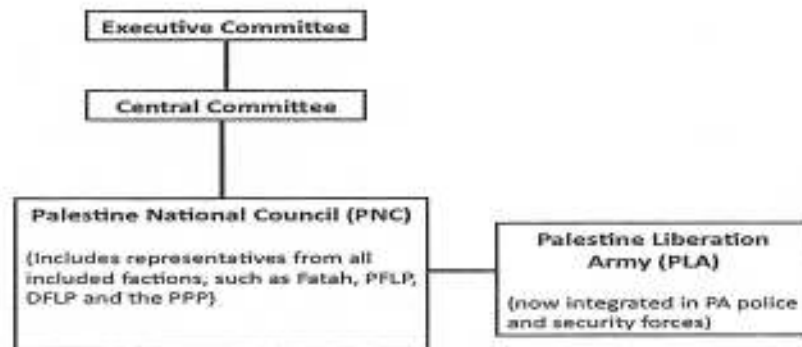 Executive Committee
Central Committee
Palestine National Council (PNC)
(Includes representatives from all
included factions, such as Fatah, PFLP,
DFLP and the PPP)
Palestine Liberation
Army (PLA)
(now integrated in PA police
and security forces)